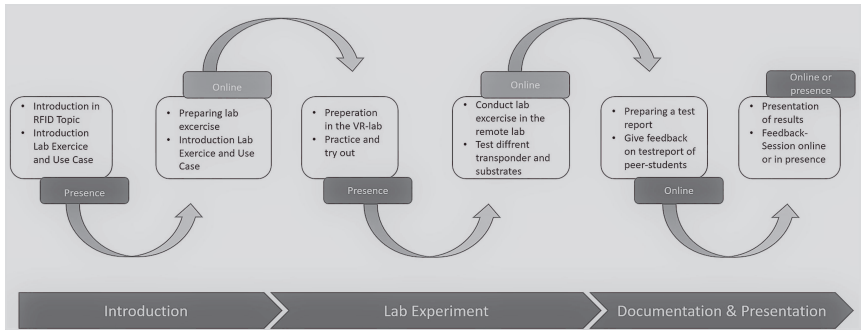 • Introduction in
RFID Topic
• Introduction
Lab Exercice
and Use Case
Presence
Online
• Preparing lab
excercise
• Introduction Lab
Exercice and Use
Case
• Preperation
in the VR-lab
• Practice and
try out
Presence
Online
• Conduct lab
excercise in the
remote lab
• Test diffrent
transponder and
substrates
• Preparing a test
report
• Give feedback
on testreport of
peer-students
Online
Online or
presence
• Presentation
of results
• Feedback-
Session online
or in presence
Introduction
Lab Experiment
Documentation & Presentation